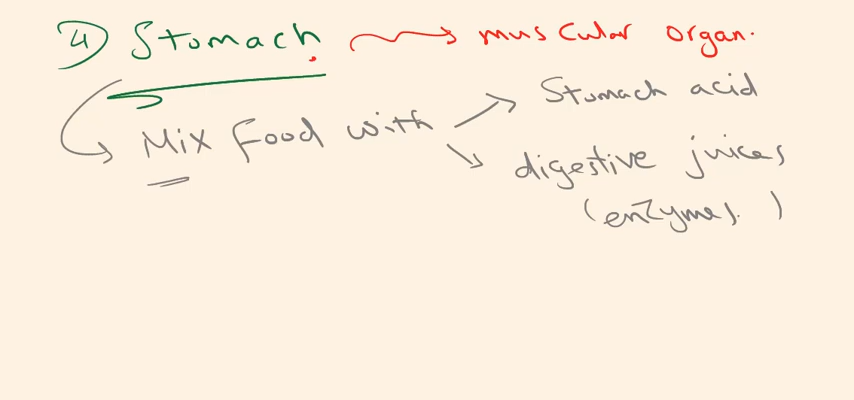 4 Stomach. muscular organ.
Stomach acid
Mix food with
digestive juices
(enzymes.)